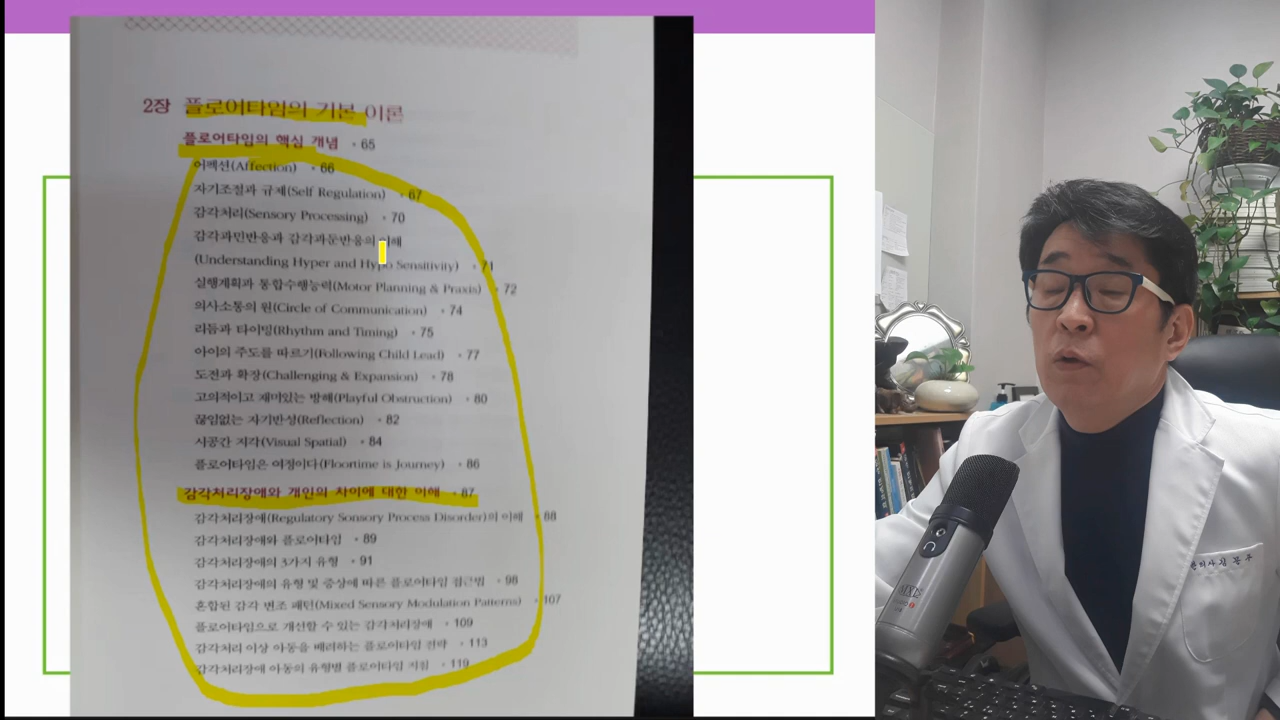 2장 플로어타임의 기본 이론
플로어타임의 핵심 개념 • 65
어펙션(Affection) • 66
자기조절과 규제(Self Regulation) • 67
감각처리(Sensory Processing) • 70
감각과민반응과 감각과둔반응의 이해
(Understanding Hyper and Hypo Sensitivity) • 71
실행계획과 통합수행능력(Motor Planning & Praxis) • 72
의사소통의 원(Circle of Communication) • 74
리듬과 타이밍(Rhythm and Timing) • 75
아이의 주도를 따르기(Following Child Lead) • 77
도전과 확장(Challenging & Expansion) • 78
고의적이고 재미있는 방해(Playful Obstruction) • 80
끊임없는 자기반성(Reflection) • 82
시공간 지각(Visual Spatial) • 84
플로어타임은 여정이다(Floortime is Journey) • 86
감각처리장애와 개인의 차이에 대한 이해 • 87
감각처리장애(Regulatory Sonsory Process Disorder)의 이해 • 88
감각처리장애와 플로어타임 • 89
감각처리장애의 3가지 유형 • 91
감각처리장애의 유형 및 증상에 따른 플로어타임 접근법 • 98
혼합된 감각 변조 패턴(Mixed Sensory Modulation Patterns) • 107
플로어타임으로 개선할 수 있는 감각처리장애 • 109
감각처리 이상 아동을 배려하는 플로어타임 전략 • 113
감각처리장애 아동의 유형별 플로어타임 지침 • 119